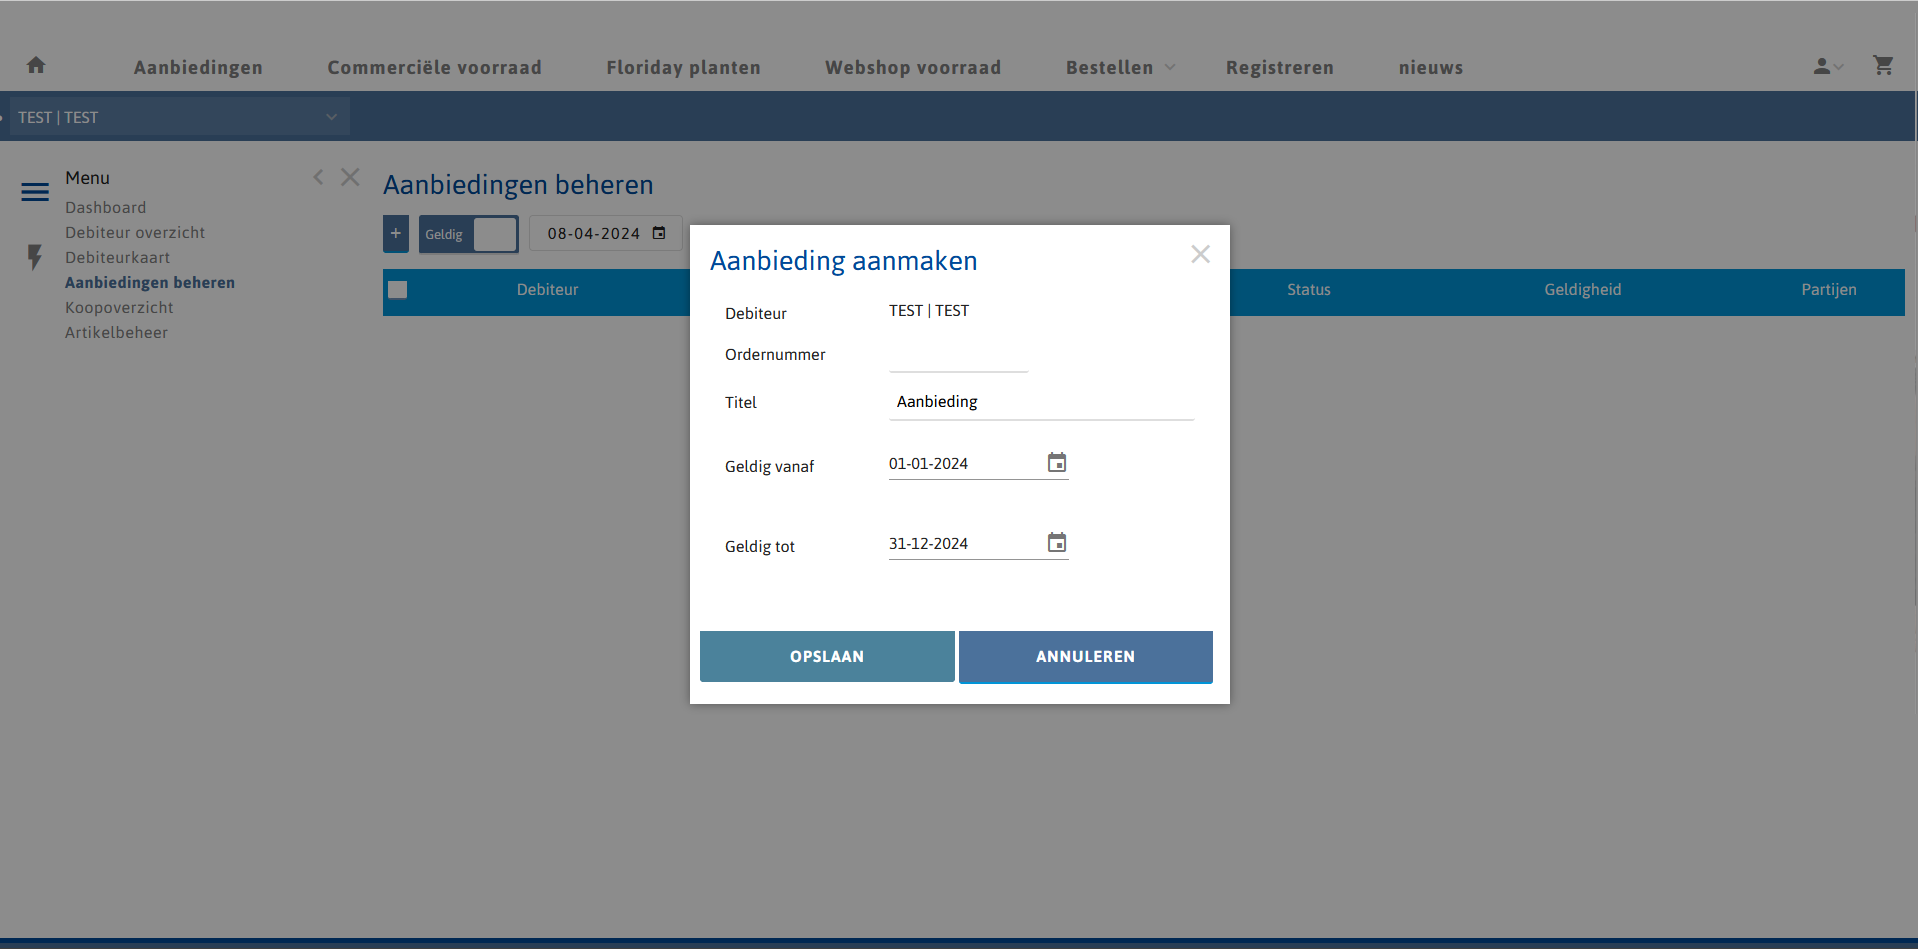 Aanbiedingen Commerciële voorraad Floriday planten Webshop voorraad Bestellen Registreren nieuws
TEST | TEST
Menu
Dashboard
Debiteur overzicht
Debiteurkaart
Aanbiedingen beheren
Koopoverzicht
Artikelbeheer
Aanbiedingen beheren
+ Geldig 08-04-2024
Debiteur Status Geldigheid Partijen
Aanbieding aanmaken
Debiteur TEST | TEST
Ordernummer
Titel Aanbieding
Geldig vanaf 01-01-2024
Geldig tot 31-12-2024
OPSLAAN ANNULEREN